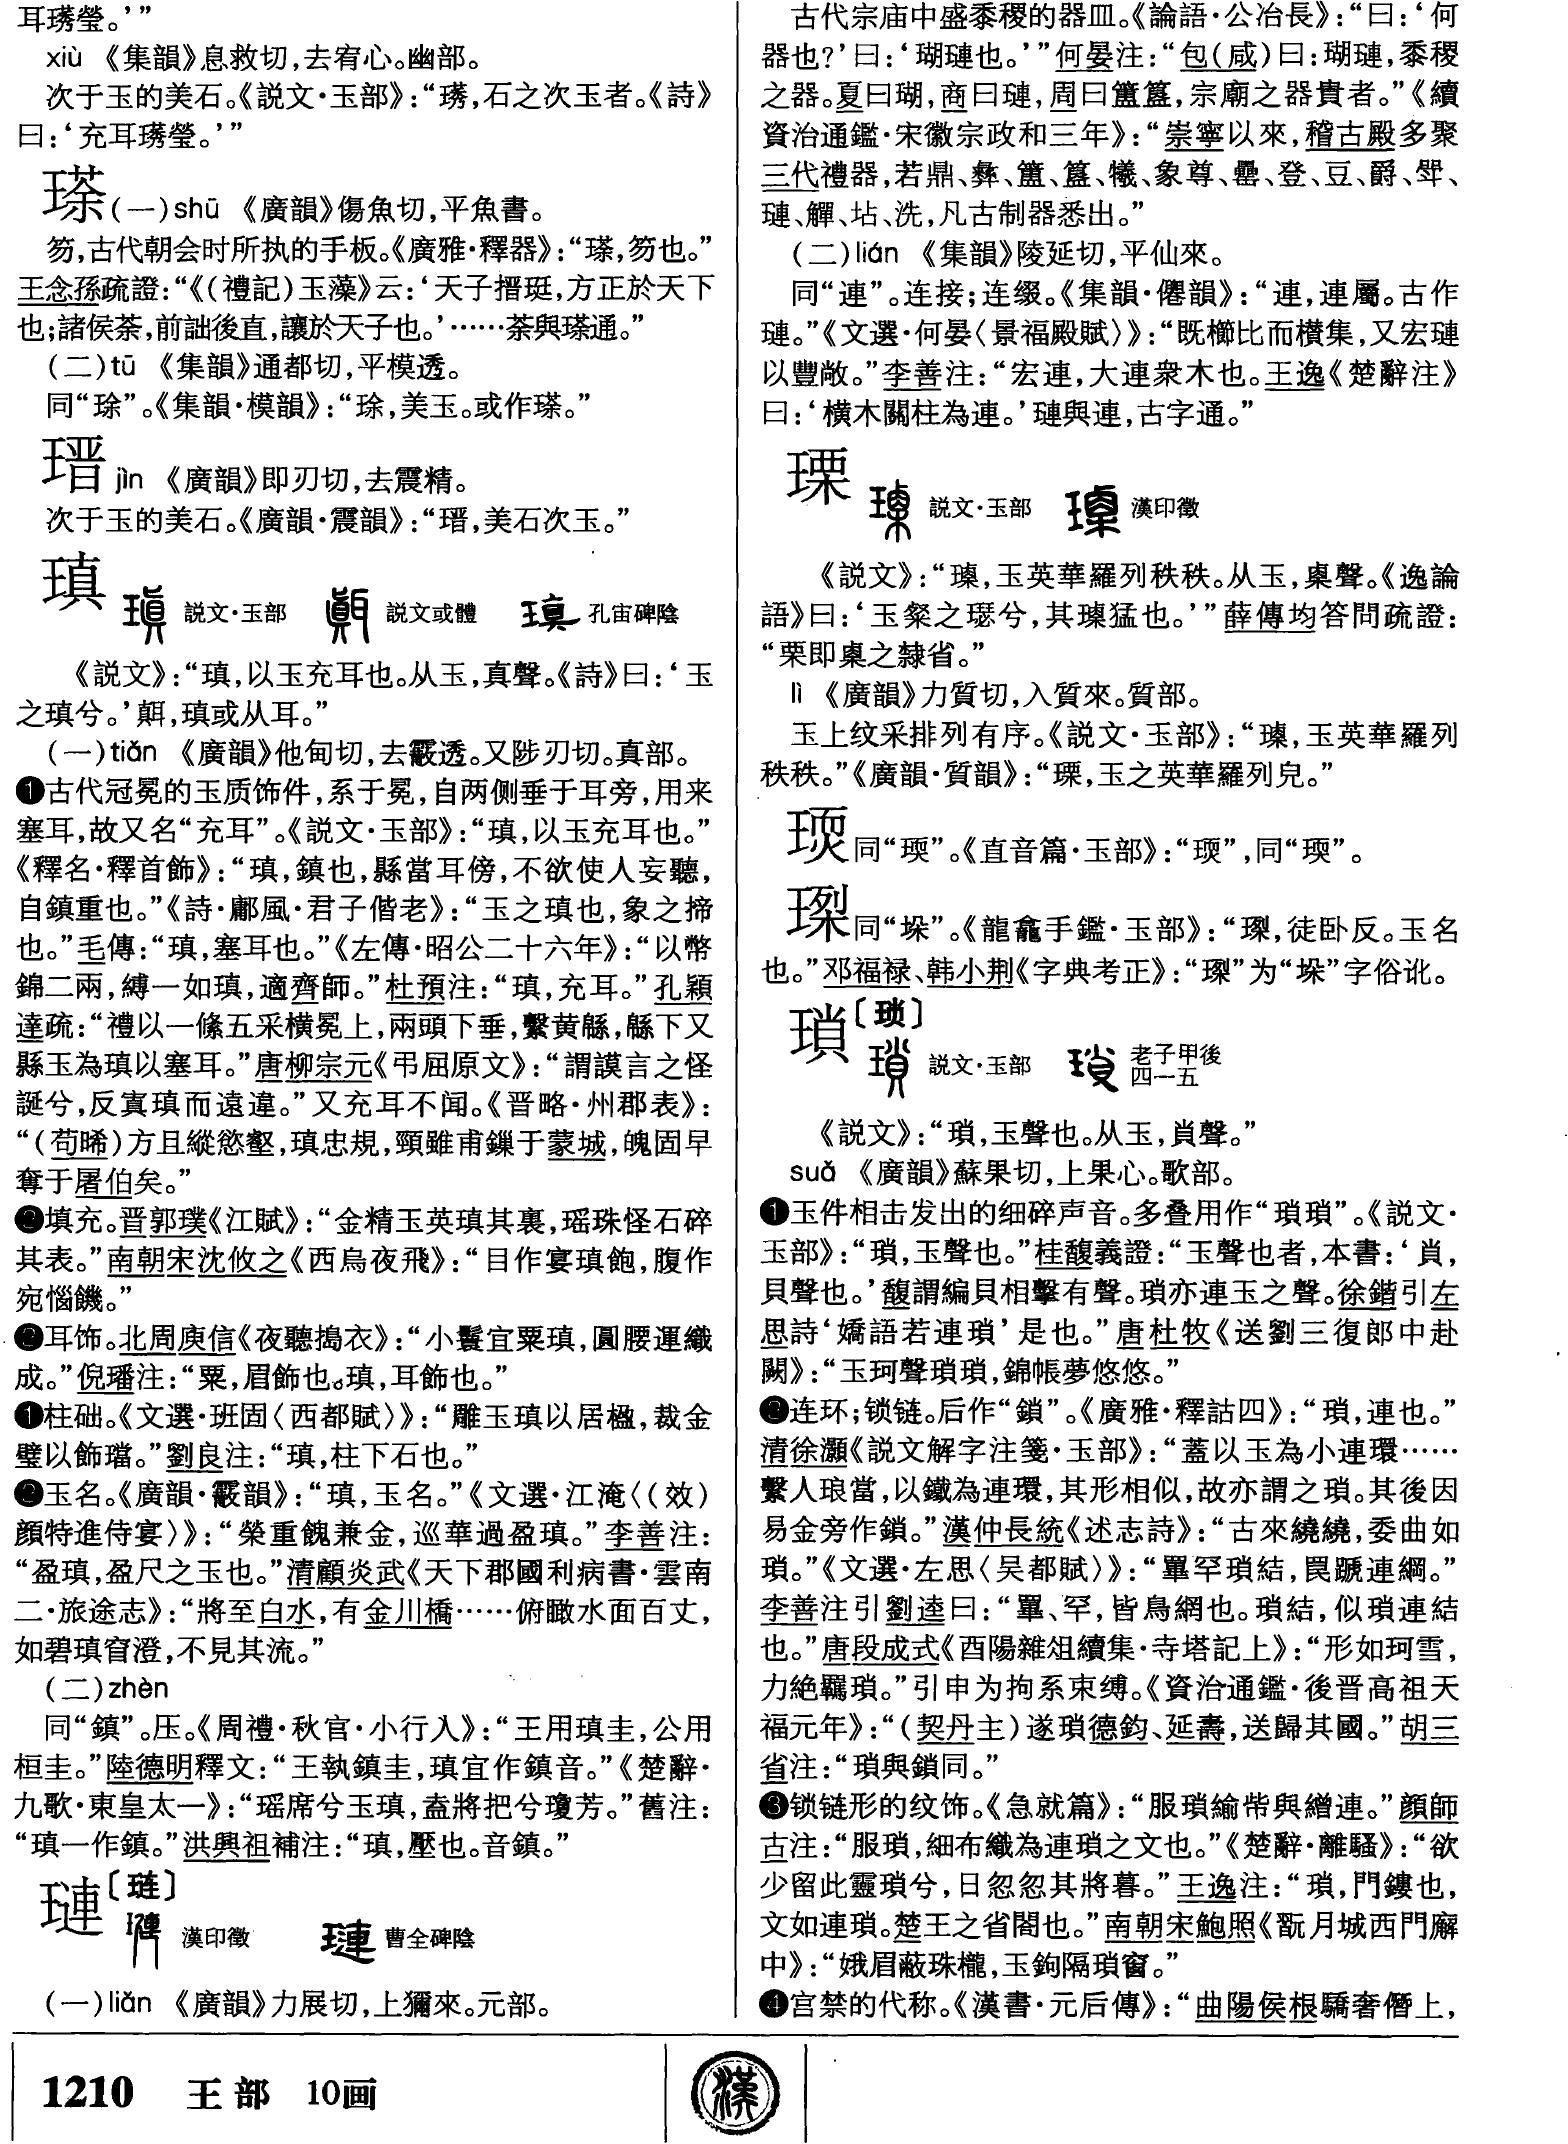 耳璓瑩。’”
xiù 《集韻》息救切，去宥心。幽部。
次于玉的美石。《説文·玉部》：“璓，石之次玉者。《詩》
曰：‘充耳璓瑩。’”
瑹(一)shū 《廣韻》傷魚切，平魚書。
笏，古代朝会时所执的手板。《廣雅·釋器》：“瑹，笏也。”
王念孫疏證：“《(禮記)玉藻》云：‘天子搢珽，方正於天下
也；諸侯荼，前詘後直，讓於天子也。’……荼與瑹通。”
(二)tū 《集韻》通都切，平模透。
同“㻌”。《集韻·模韻》：“㻌，美玉。或作瑹。”
瑨 jìn 《廣韻》即刃切，去震精。
次于玉的美石。《廣韻·震韻》：“瑨，美石次玉。”
瑱 説文·玉部 説文或體 孔宙碑陰
《説文》：“瑱，以玉充耳也。从玉，真聲。《詩》曰：‘玉
之瑱兮。’䪴，瑱或从耳。”
(一)tiǎn 《廣韻》他甸切，去霰透。又陟刃切。真部。
❶古代冠冕的玉质饰件，系于冕，自两侧垂于耳旁，用来
塞耳，故又名“充耳”。《説文·玉部》：“瑱，以玉充耳也。”
《釋名·釋首飾》：“瑱，鎮也，縣當耳傍，不欲使人妄聽，
自鎮重也。”《詩·鄘風·君子偕老》：“玉之瑱也，象之揥
也。”毛傳：“瑱，塞耳也。”《左傳·昭公二十六年》：“以幣
錦二兩，縛一如瑱，適齊師。”杜預注：“瑱，充耳。”孔穎
達疏：“禮以一絛五采横冕上，兩頭下垂，繫黄緜，緜下又
縣玉為瑱以塞耳。”唐柳宗元《弔屈原文》：“謂謨言之怪
誕兮，反寘瑱而遠違。”又充耳不闻。《晋略·州郡表》：
“(苟晞)方且縱慾壑，瑱忠規，頸雖甫鏁于蒙城，魄固早
奪于屠伯矣。”
❷填充。晋郭璞《江賦》：“金精玉英瑱其裏，瑶珠怪石碎
其表。”南朝宋沈攸之《西烏夜飛》：“目作宴瑱飽，腹作
宛惱饑。”
❷耳饰。北周庾信《夜聽搗衣》：“小鬟宜粟瑱，圓腰運織
成。”倪璠注：“粟，眉飾也。瑱，耳飾也。”
❶柱础。《文選·班固〈西都賦〉》：“雕玉瑱以居楹，裁金
璧以飾璫。”劉良注：“瑱，柱下石也。”
❷玉名。《廣韻·霰韻》：“瑱，玉名。”《文選·江淹〈(效)
顔特進侍宴〉》：“榮重餽兼金，巡華過盈瑱。”李善注：
“盈瑱，盈尺之玉也。”清顧炎武《天下郡國利病書·雲南
二·旅途志》：“將至白水，有金川橋……俯瞰水面百丈，
如碧瑱窅澄，不見其流。”
(二)zhèn
同“鎮”。压。《周禮·秋官·小行人》：“王用瑱圭，公用
桓圭。”陸德明釋文：“王執鎮圭，瑱宜作鎮音。”《楚辭·
九歌·東皇太一》：“瑶席兮玉瑱，盍將把兮瓊芳。”舊注：
“瑱一作鎮。”洪興祖補注：“瑱，壓也。音鎮。”
璉〔琏〕 漢印徵 曹全碑陰
(一)liǎn 《廣韻》力展切，上獮來。元部。
古代宗庙中盛黍稷的器皿。《論語·公冶長》：“曰：‘何
器也？’曰：‘瑚璉也。’”何晏注：“包(咸)曰：瑚璉，黍稷
之器。夏曰瑚，商曰璉，周曰簠簋，宗廟之器貴者。”《續
資治通鑑·宋徽宗政和三年》：“崇寧以來，稽古殿多聚
三代禮器，若鼎、彝、簠、簋、犧、象尊、罍、登、豆、爵、斝、
璉、觶、坫、洗，凡古制器悉出。”
(二)lián 《集韻》陵延切，平仙來。
同“連”。连接；连缀。《集韻·僊韻》：“連，連屬。古作
璉。”《文選·何晏〈景福殿賦〉》：“既櫛比而櫕集，又宏璉
以豐敞。”李善注：“宏連，大連衆木也。王逸《楚辭注》
曰：‘横木關柱為連。’璉與連，古字通。”
瑮 説文·玉部 漢印徵
《説文》：“瑮，玉英華羅列秩秩。从玉，㮚聲。《逸論
語》曰：‘玉粲之瑟兮，其瑮猛也。’”薛傳均答問疏證：
“栗即㮚之隸省。”
lì 《廣韻》力質切，入質來。質部。
玉上纹采排列有序。《説文·玉部》：“瑮，玉英華羅列
秩秩。”《廣韻·質韻》：“瑮，玉之英華羅列皃。”
同“瑌”。《直音篇·玉部》：“”，同“瑌”。
同“垛”。《龍龕手鑑·玉部》：“，徒卧反。玉名
也。”邓福禄、韩小荆《字典考正》：“”为“垛”字俗讹。
瑣〔琐〕 説文·玉部 老子甲後四一五
《説文》：“瑣，玉聲也。从玉，𧴪聲。”
suǒ 《廣韻》蘇果切，上果心。歌部。
❶玉件相击发出的细碎声音。多叠用作“瑣瑣”。《説文·
玉部》：“瑣，玉聲也。”桂馥義證：“玉聲也者，本書：‘𧴪，
貝聲也。’馥謂編貝相擊有聲。瑣亦連玉之聲。徐鍇引左
思詩‘嬌語若連瑣’是也。”唐杜牧《送劉三復郎中赴
闕》：“玉珂聲瑣瑣，錦帳夢悠悠。”
❷连环；锁链。后作“鎖”。《廣雅·釋詁四》：“瑣，連也。”
清徐灝《説文解字注箋·玉部》：“蓋以玉為小連環……
繫人琅當，以鐵為連環，其形相似，故亦謂之瑣。其後因
易金旁作鎖。”漢仲長統《述志詩》：“古來繞繞，委曲如
瑣。”《文選·左思〈吴都賦〉》：“罼罕瑣結，罠蹏連綱。”
李善注引劉逵曰：“罼、罕，皆鳥網也。瑣結，似瑣連結
也。”唐段成式《酉陽雜俎續集·寺塔記上》：“形如珂雪，
力絶羈瑣。”引申为拘系束缚。《資治通鑑·後晋高祖天
福元年》：“(契丹主)遂瑣德鈞、延壽，送歸其國。”胡三
省注：“瑣與鎖同。”
❸锁链形的纹饰。《急就篇》：“服瑣緰㠿與繒連。”顔師
古注：“服瑣，細布織為連瑣之文也。”《楚辭·離騷》：“欲
少留此靈瑣兮，日忽忽其將暮。”王逸注：“瑣，門鏤也，
文如連瑣。楚王之省閤也。”南朝宋鮑照《翫月城西門廨
中》：“娥眉蔽珠櫳，玉鉤隔瑣窗。”
❹宫禁的代称。《漢書·元后傳》：“曲陽侯根驕奢僭上，
1210 王部 10画
漢